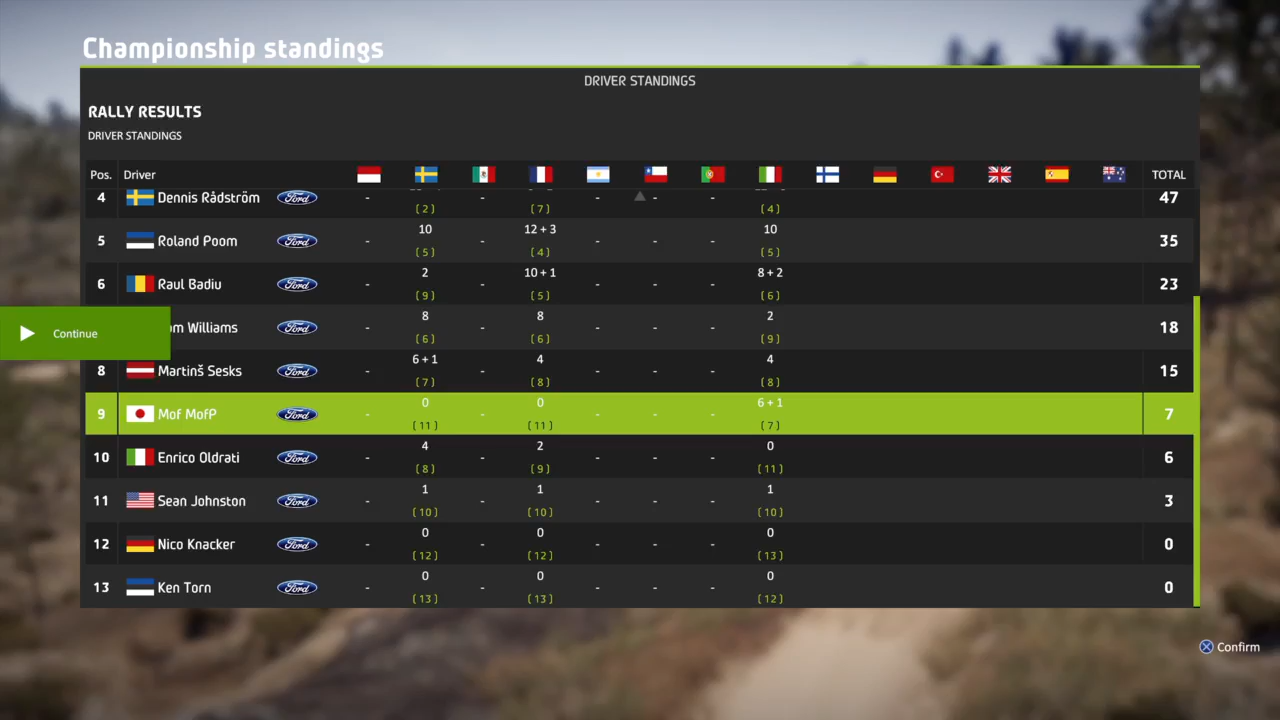 Championship standings
DRIVER STANDINGS
RALLY RESULTS
DRIVER STANDINGS
Pos. Driver TOTAL
4 Dennis Rådström Ford - - - - - - 47
(2) (7) (4)
10 12 + 3 10
5 Roland Poom Ford - - - - - 35
(5) (4) (5)
2 10 + 1 8 + 2
6 Raul Badiu Ford - - - - - 23
(9) (5) (6)
8 8 2
Continue Williams Ford - - - - - 18
(6) (6) (9)
6 + 1 4 4
8 Martinš Sesks Ford - - - - - 15
(7) (8) (8)
0 0 6 + 1
9 Mof MofP Ford - - - - - 7
(11) (11) (7)
4 2 0
10 Enrico Oldrati Ford - - - - - 6
(8) (9) (11)
1 1 1
11 Sean Johnston Ford - - - - - 3
(10) (10) (10)
0 0 0
12 Nico Knacker Ford - - - - - 0
(12) (12) (13)
0 0 0
13 Ken Torn Ford - - - - - 0
(13) (13) (12)
Confirm